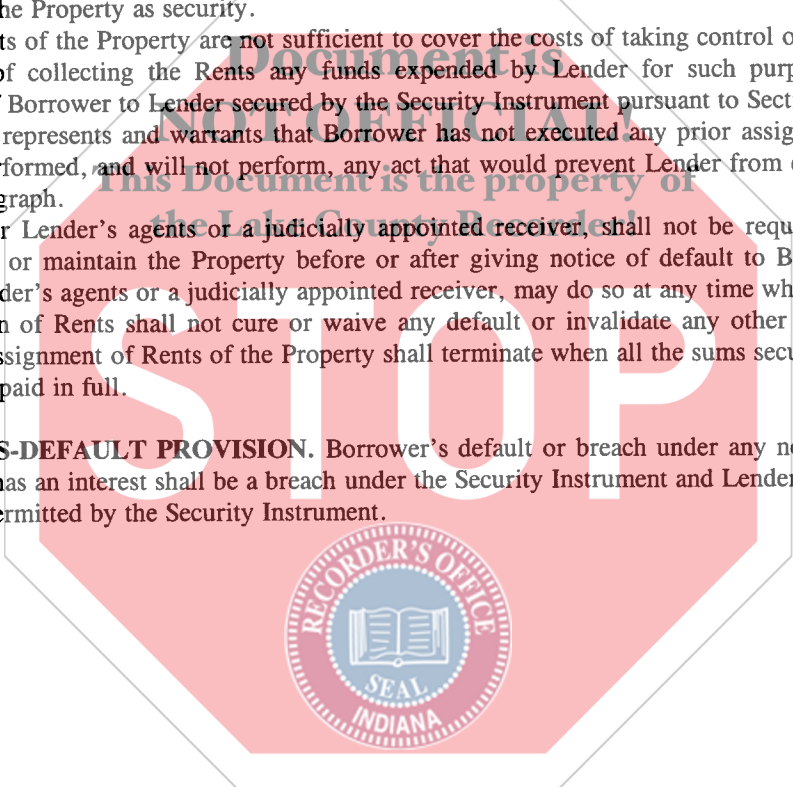 he Property as security.
ts of the Property are not sufficient to cover the costs of taking control o
of collecting the Rents any funds expended by Lender for such purp
Borrower to Lender secured by the Security Instrument pursuant to Sect
represents and warrants that Borrower has not executed any prior assig
rformed, and will not perform, any act that would prevent Lender from
graph.
r Lender's agents or a judicially appointed receiver, shall not be requ
or maintain the Property before or after giving notice of default to B
der's agents or a judicially appointed receiver, may do so at any time wh
n of Rents shall not cure or waive any default or invalidate any other
ssignment of Rents of the Property shall terminate when all the sums secu
paid in full.
S-DEFAULT PROVISION. Borrower's default or breach under any n
as an interest shall be a breach under the Security Instrument and Lender
ermitted by the Security Instrument.
Document is
NOT OFFICIAL!
This Document is the property of
the Lake County Recorder!
STOP
RECORDER'S OFFICE
SEAL
INDIANA